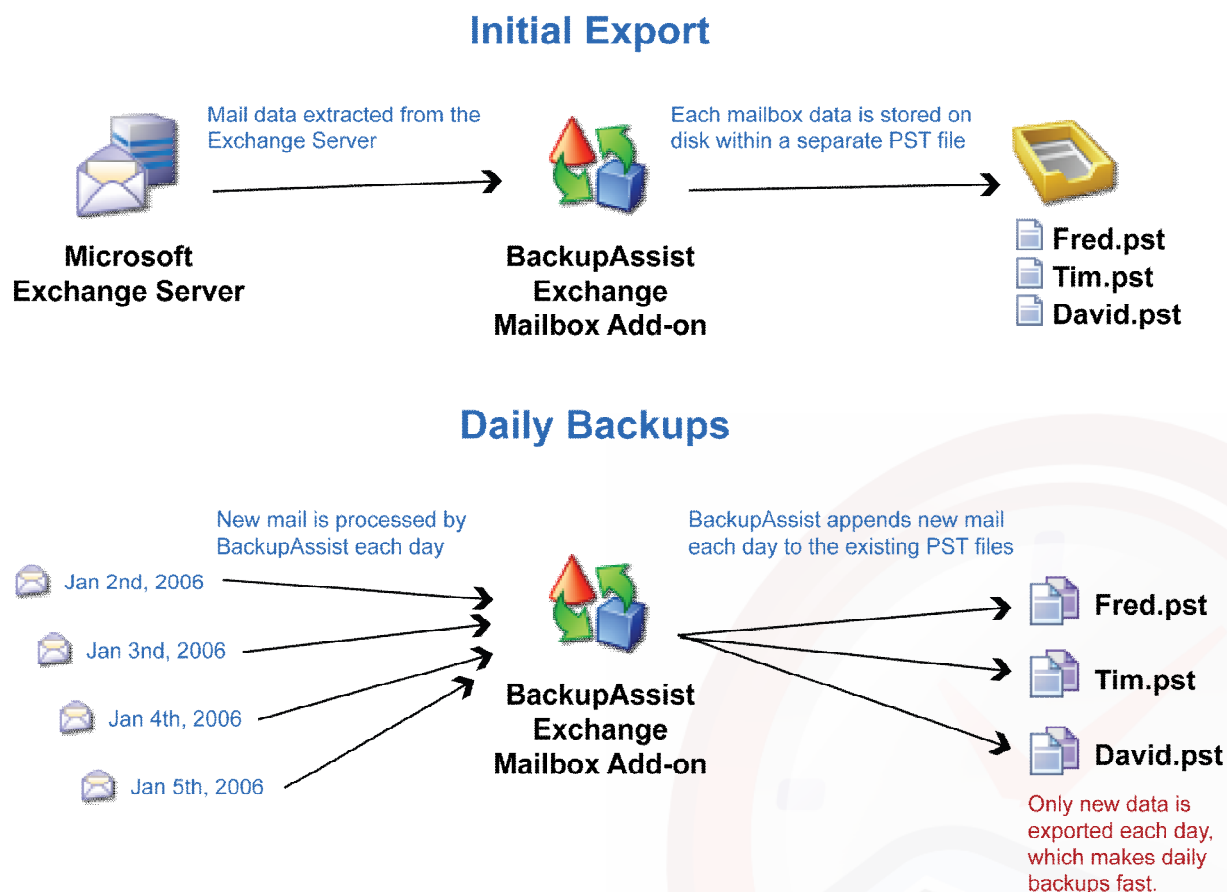 Initial Export
Mail data extracted from the
Exchange Server
Each mailbox data is stored on
disk within a separate PST file
Microsoft
Exchange Server
BackupAssist
Exchange
Mailbox Add-on
Fred.pst
Tim.pst
David.pst
Daily Backups
New mail is processed by
BackupAssist each day
BackupAssist appends new mail
each day to the existing PST files
Jan 2nd, 2006
Jan 3nd, 2006
Jan 4th, 2006
Jan 5th, 2006
BackupAssist
Exchange
Mailbox Add-on
Fred.pst
Tim.pst
David.pst
Only new data is
exported each day,
which makes daily
backups fast.